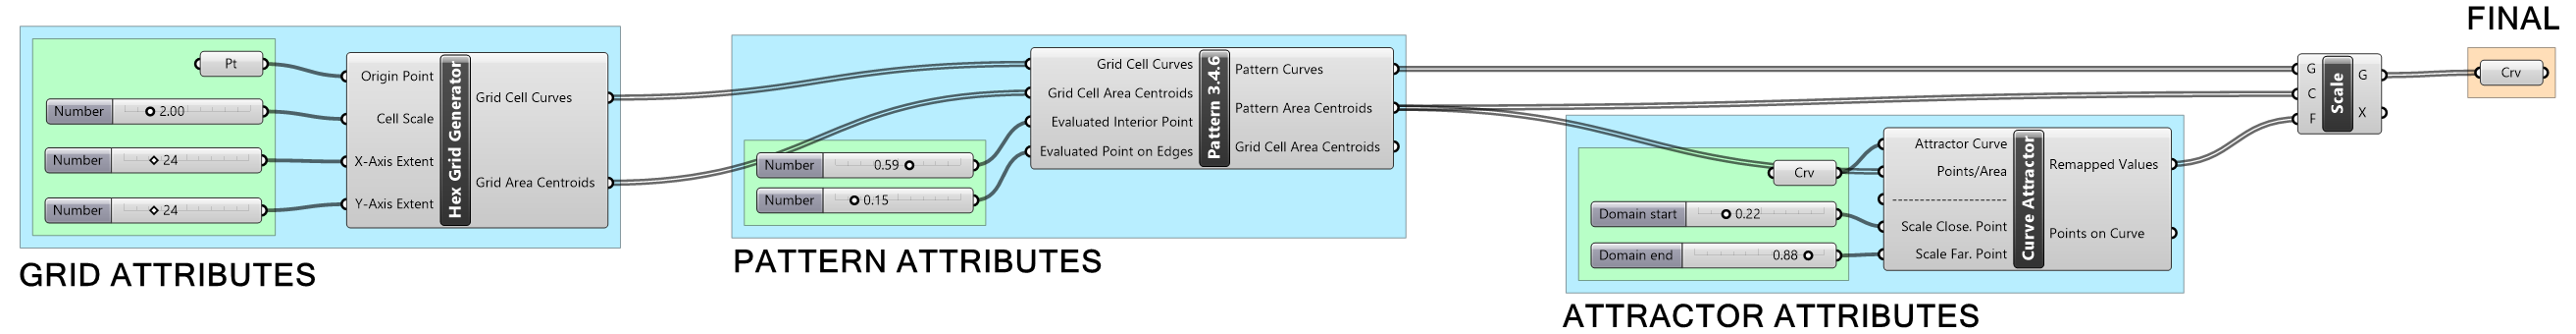 FINAL
Pt
Number 2.00
Number 24
Number 24
Origin Point
Cell Scale
X-Axis Extent
Y-Axis Extent
Hex Grid Generator
Grid Cell Curves
Grid Area Centroids
GRID ATTRIBUTES
Number 0.59
Number 0.15
Grid Cell Curves
Grid Cell Area Centroids
Evaluated Interior Point
Evaluated Point on Edges
Pattern 3.4.6
Pattern Curves
Pattern Area Centroids
Grid Cell Area Centroids
PATTERN ATTRIBUTES
Crv
Domain start 0.22
Domain end 0.88
Attractor Curve
Points/Area
--------------------
Scale Close. Point
Scale Far. Point
Curve Attractor
Remapped Values
Points on Curve
ATTRACTOR ATTRIBUTES
G
C
F
Scale
G
X
Crv